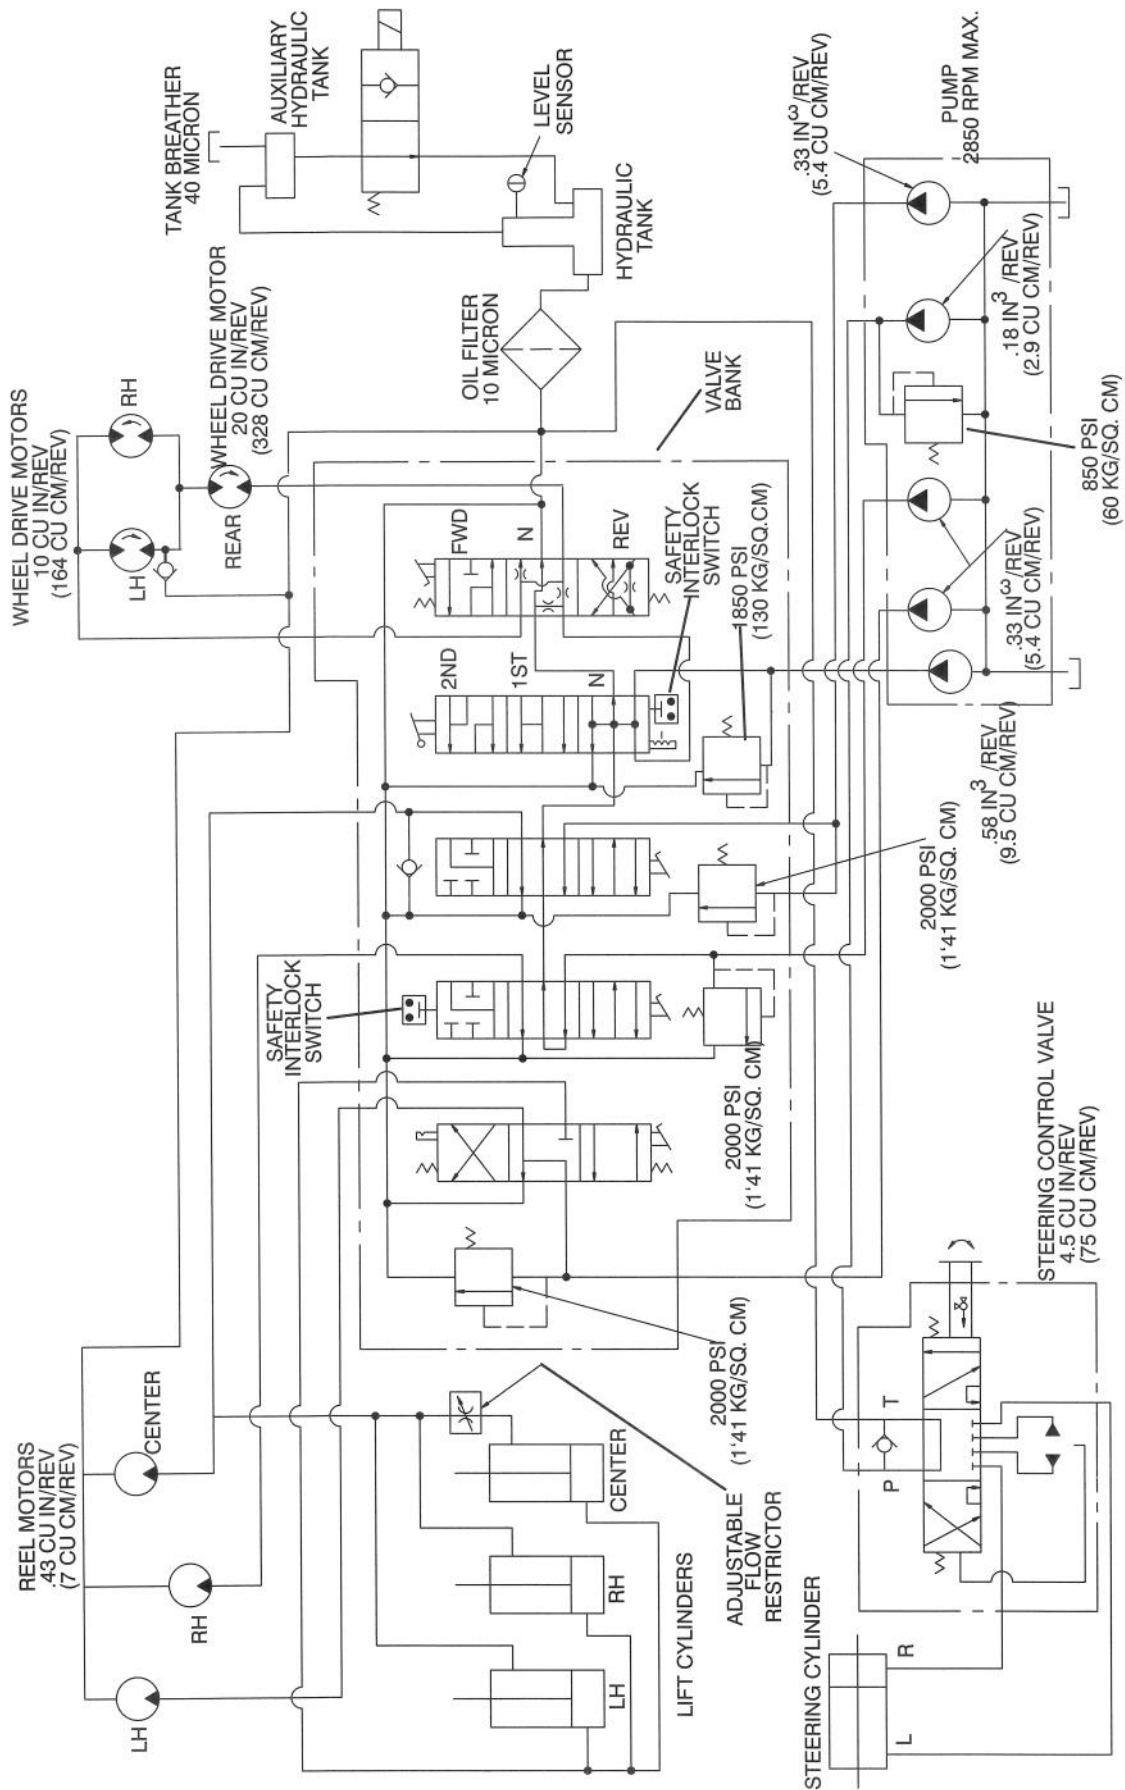 TANK BREATHER
40 MICRON
AUXILIARY
HYDRAULIC
TANK
LEVEL
SENSOR
HYDRAULIC
TANK
OIL FILTER
10 MICRON
WHEEL DRIVE MOTORS
10 CU IN/REV
(164 CU CM/REV)
RH
LH
WHEEL DRIVE MOTOR
20 CU IN/REV
(328 CU CM/REV)
REAR
VALVE
BANK
FWD
N
REV
SAFETY
INTERLOCK
SWITCH
2ND
1ST
N
1850 PSI
(130 KG/SQ.CM)
.33 IN3/REV
(5.4 CU CM/REV)
PUMP
2850 RPM MAX.
.18 IN3/REV
(2.9 CU CM/REV)
850 PSI
(60 KG/SQ. CM)
.33 IN3/REV
(5.4 CU CM/REV)
.58 IN3/REV
(9.5 CU CM/REV)
2000 PSI
(1'41 KG/SQ. CM)
SAFETY
INTERLOCK
SWITCH
2000 PSI
(1'41 KG/SQ. CM)
2000 PSI
(1'41 KG/SQ. CM)
REEL MOTORS
.43 CU IN/REV
(7 CU CM/REV)
CENTER
RH
LH
ADJUSTABLE
FLOW
RESTRICTOR
CENTER
RH
LH
LIFT CYLINDERS
STEERING CONTROL VALVE
4.5 CU IN/REV
(75 CU CM/REV)
P
T
STEERING CYLINDER
L
R